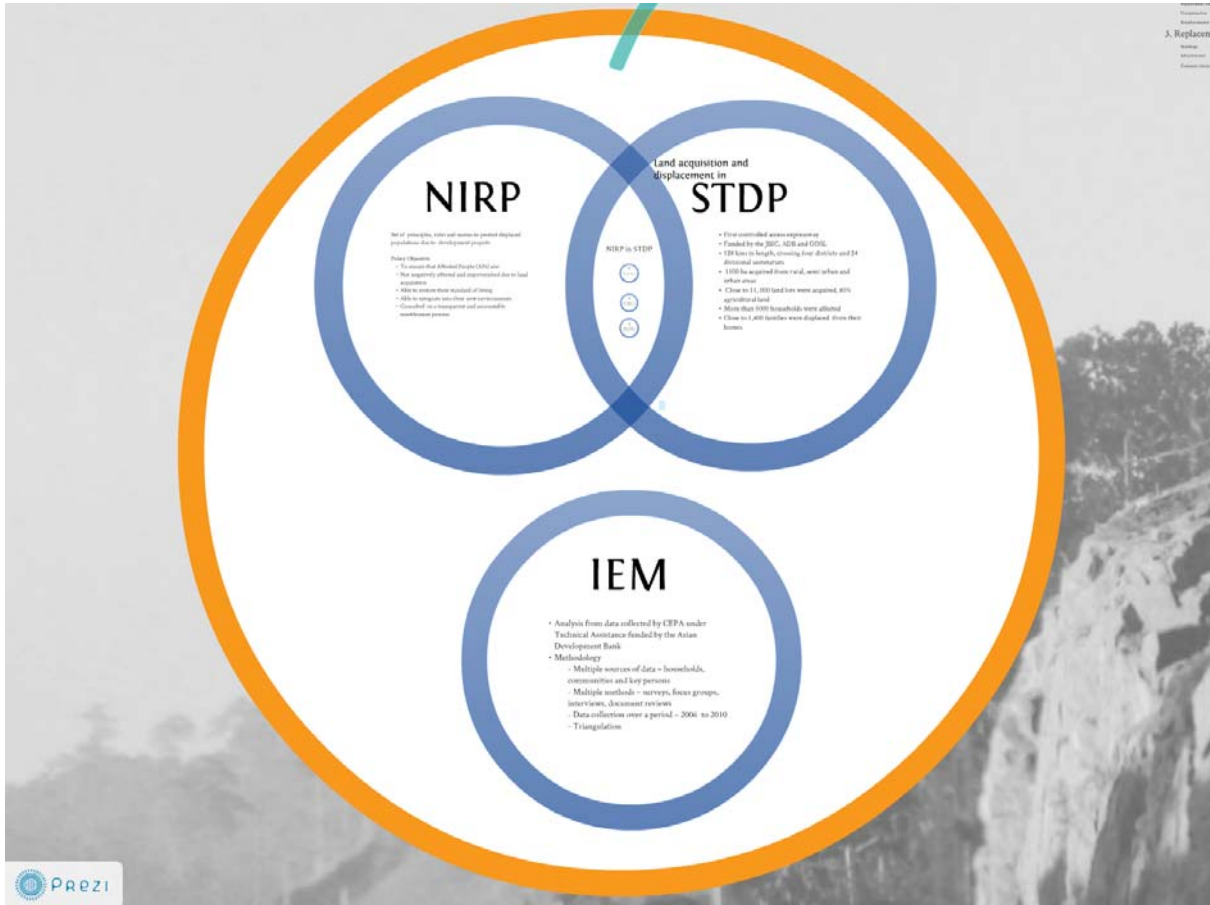 3. Replacen
NIRP
Set of principles, rules and norms to protect displaced
populations due to development projects
Policy Objective
- To ensure that Affected People (APs) are
- Not negatively affected and impoverished due to land
acquisition
- Able to restore their standard of living
- Able to integrate into their new environments
- Consulted in a transparent and accountable
resettlement process
NIRP in STDP
Land acquisition and
displacement in
STDP
• First controlled access expressway
• Funded by the JBIC, ADB and GOSL
• 128 kms in length, crossing four districts and 24
divisional secretariats
• 1100 ha acquired from rural, semi urban and
urban areas
• Close to 11,000 land lots were acquired, 40%
agricultural land
• More than 5000 households were affected
• Close to 1,400 families were displaced from their
homes
IEM
• Analysis from data collected by CEPA under
Technical Assistance funded by the Asian
Development Bank
• Methodology
- Multiple sources of data – households,
communities and key persons
- Multiple methods – surveys, focus groups,
interviews, document reviews
- Data collection over a period – 2006 to 2010
- Triangulation
PREZI